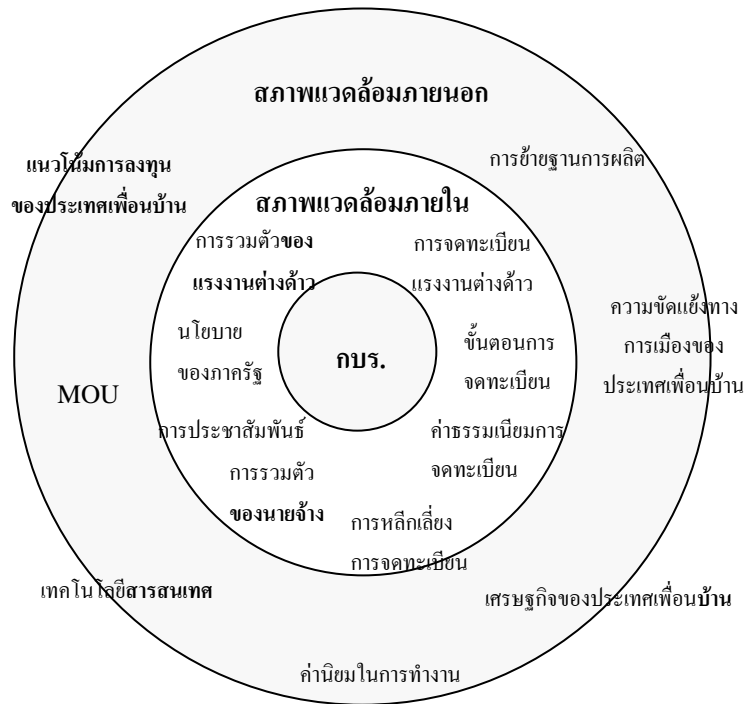 สภาพแวดล้อมภายนอก
แนวโน้มการลงทุน
ของประเทศเพื่อนบ้าน
การย้ายฐานการผลิต
สภาพแวดล้อมภายใน
การรวมตัวของ
แรงงานต่างด้าว
การจดทะเบียน
แรงงานต่างด้าว
นโยบาย
ของภาครัฐ
กบร.
ขั้นตอนการ
จดทะเบียน
ความขัดแย้งทาง
การเมืองของ
ประเทศเพื่อนบ้าน
MOU
การประชาสัมพันธ์
การรวมตัว
ของนายจ้าง
ค่าธรรมเนียมการ
จดทะเบียน
การหลีกเลี่ยง
การจดทะเบียน
เทคโนโลยีสารสนเทศ
เศรษฐกิจของประเทศเพื่อนบ้าน
ค่านิยมในการทำงาน